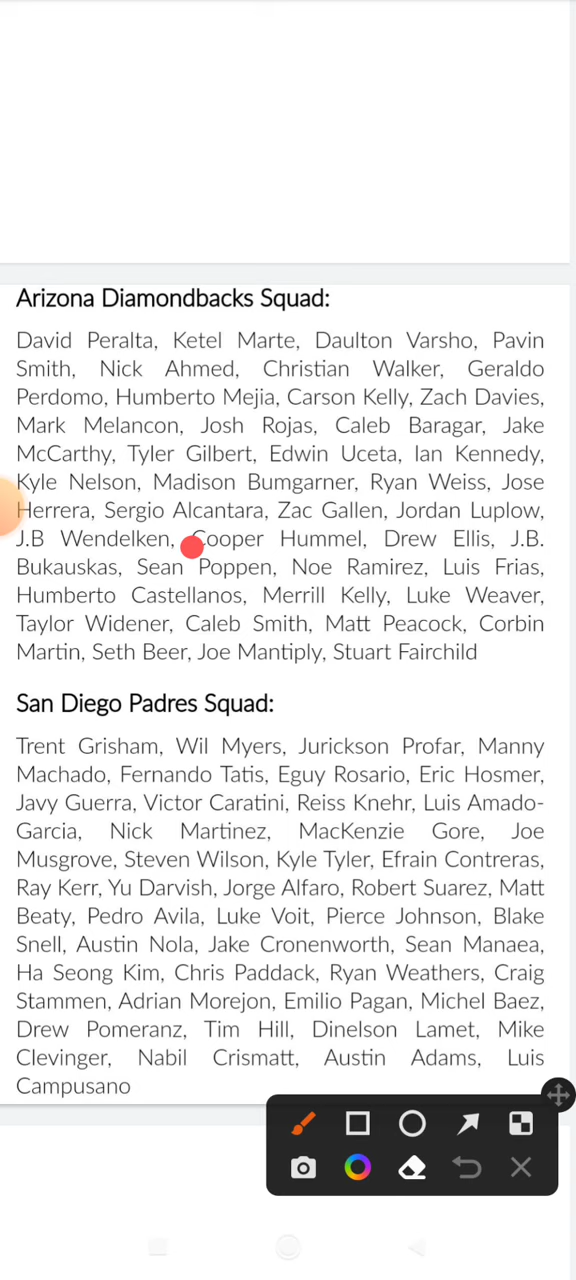 Arizona Diamondbacks Squad:
David Peralta, Ketel Marte, Daulton Varsho, Pavin
Smith, Nick Ahmed, Christian Walker, Geraldo
Perdomo, Humberto Mejia, Carson Kelly, Zach Davies,
Mark Melancon, Josh Rojas, Caleb Baragar, Jake
McCarthy, Tyler Gilbert, Edwin Uceta, Ian Kennedy,
Kyle Nelson, Madison Bumgarner, Ryan Weiss, Jose
Herrera, Sergio Alcantara, Zac Gallen, Jordan Luplow,
J.B Wendelken, Cooper Hummel, Drew Ellis, J.B.
Bukauskas, Sean Poppen, Noe Ramirez, Luis Frias,
Humberto Castellanos, Merrill Kelly, Luke Weaver,
Taylor Widener, Caleb Smith, Matt Peacock, Corbin
Martin, Seth Beer, Joe Mantiply, Stuart Fairchild
San Diego Padres Squad:
Trent Grisham, Wil Myers, Jurickson Profar, Manny
Machado, Fernando Tatis, Eguy Rosario, Eric Hosmer,
Javy Guerra, Victor Caratini, Reiss Knehr, Luis Amado-
Garcia, Nick Martinez, MacKenzie Gore, Joe
Musgrove, Steven Wilson, Kyle Tyler, Efrain Contreras,
Ray Kerr, Yu Darvish, Jorge Alfaro, Robert Suarez, Matt
Beaty, Pedro Avila, Luke Voit, Pierce Johnson, Blake
Snell, Austin Nola, Jake Cronenworth, Sean Manaea,
Ha Seong Kim, Chris Paddack, Ryan Weathers, Craig
Stammen, Adrian Morejon, Emilio Pagan, Michel Baez,
Drew Pomeranz, Tim Hill, Dinelson Lamet, Mike
Clevinger, Nabil Crismatt, Austin Adams, Luis
Campusano